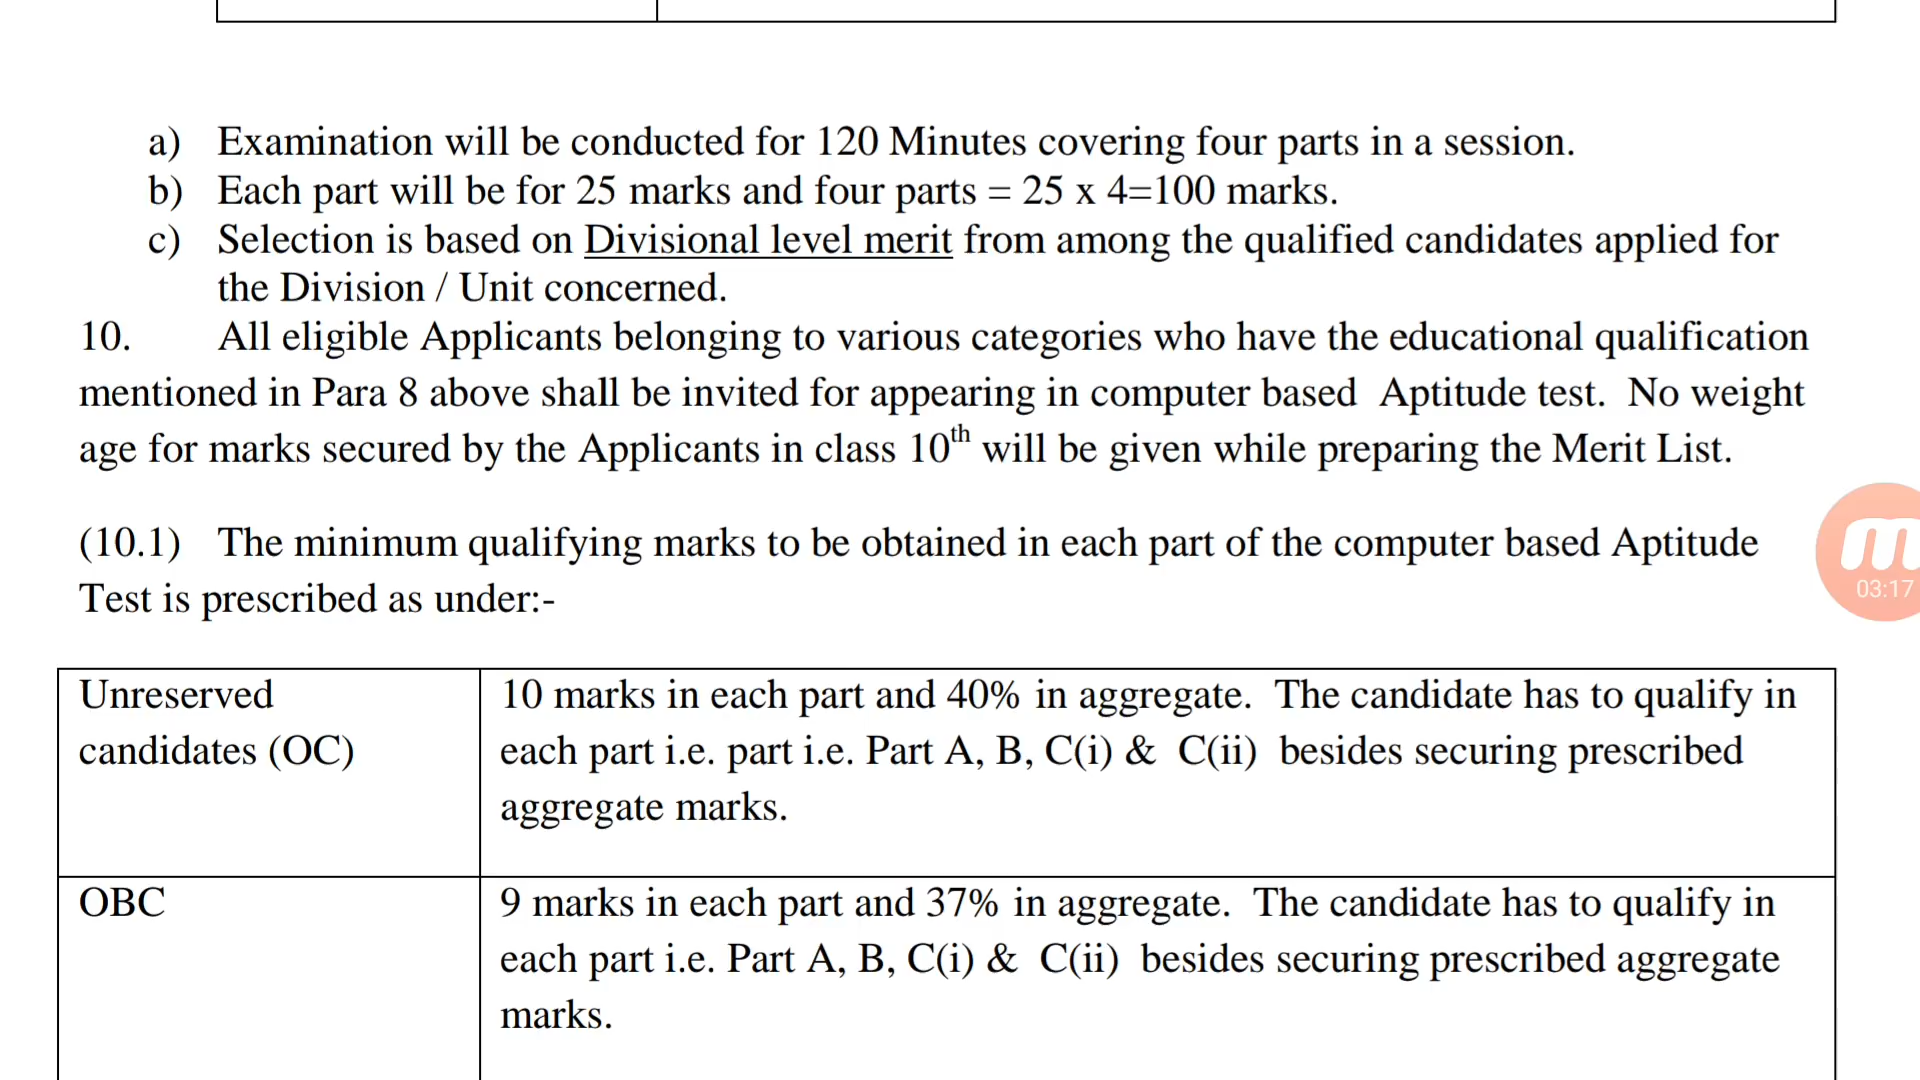 a) Examination will be conducted for 120 Minutes covering four parts in a session.
b) Each part will be for 25 marks and four parts = 25 x 4=100 marks.
c) Selection is based on Divisional level merit from among the qualified candidates applied for
the Division / Unit concerned.
10. All eligible Applicants belonging to various categories who have the educational qualification
mentioned in Para 8 above shall be invited for appearing in computer based Aptitude test. No weight
age for marks secured by the Applicants in class 10th will be given while preparing the Merit List.
(10.1) The minimum qualifying marks to be obtained in each part of the computer based Aptitude
Test is prescribed as under:-
03:17
Unreserved
candidates (OC)
10 marks in each part and 40% in aggregate. The candidate has to qualify in
each part i.e. part i.e. Part A, B, C(i) & C(ii) besides securing prescribed
aggregate marks.
OBC
9 marks in each part and 37% in aggregate. The candidate has to qualify in
each part i.e. Part A, B, C(i) & C(ii) besides securing prescribed aggregate
marks.